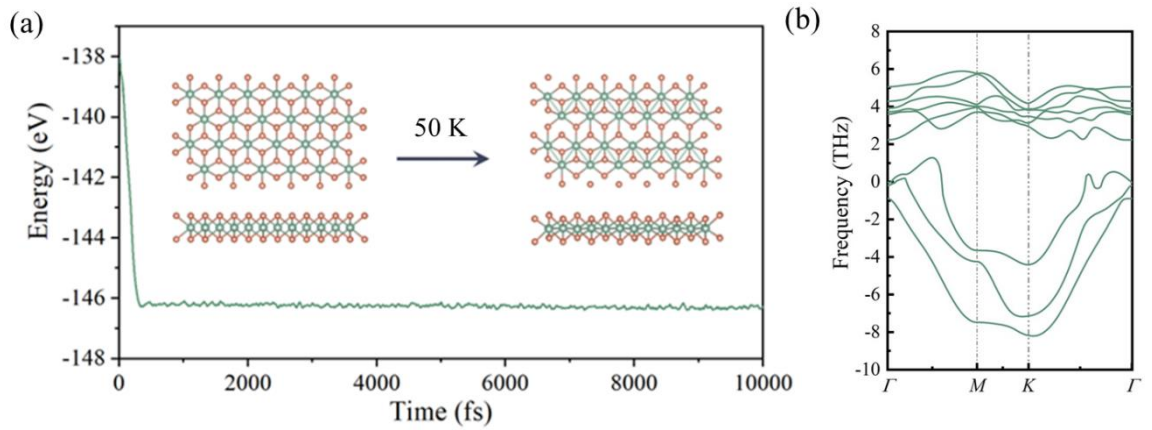 (a)
Energy (eV)
-138
-140
-142
-144
-146
-148
50 K
0
2000
4000
6000
8000
10000
Time (fs)
(b)
Frequency (THz)
8
6
4
2
0
-2
-4
-6
-8
-10
Γ
M
K
Γ